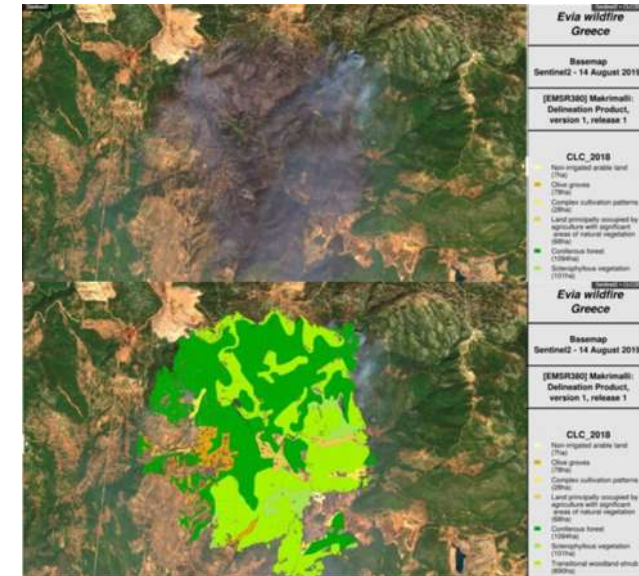 Evia wildfire
Greece
Basemap
Sentinel2 - 14 August 2019
[EMSR380] Makrimalli:
Delineation Product,
version 1, release 1
CLC_2018
Non-irrigated arable land
(7ha)
Olive groves
(78ha)
Complex cultivation patterns
(28ha)
Land principally occupied by
agriculture with significant
areas of natural vegetation
(68ha)
Coniferous forest
(1094ha)
Sclerophyllous vegetation
(101ha)
Evia wildfire
Greece
Basemap
Sentinel2 - 14 August 2019
[EMSR380] Makrimalli:
Delineation Product,
version 1, release 1
CLC_2018
Non-irrigated arable land
(7ha)
Olive groves
(78ha)
Complex cultivation patterns
(28ha)
Land principally occupied by
agriculture with significant
areas of natural vegetation
(68ha)
Coniferous forest
(1094ha)
Sclerophyllous vegetation
(101ha)
Transitional woodland-shrub